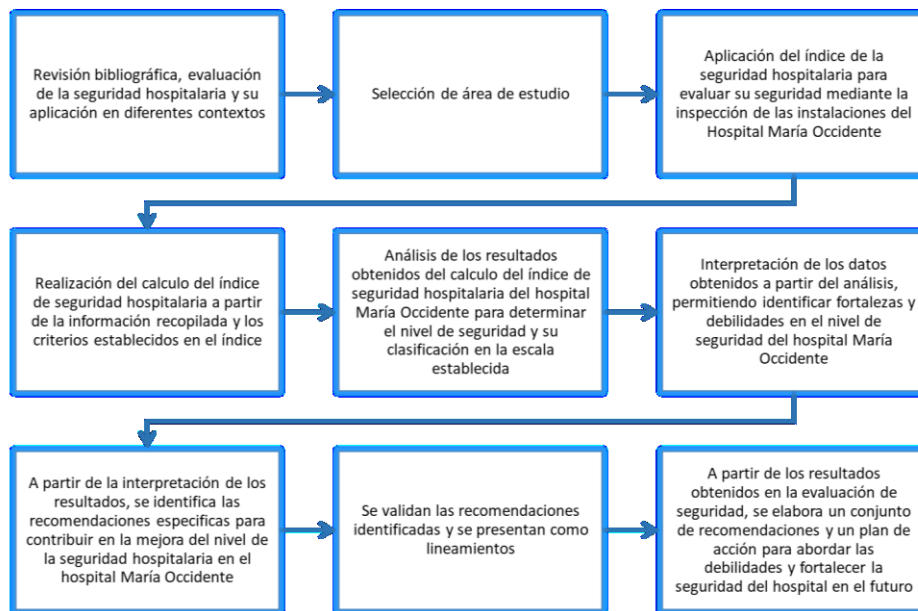 Revisión bibliográfica, evaluación
de la seguridad hospitalaria y su
aplicación en diferentes contextos
Selección de área de estudio
Aplicación del índice de la
seguridad hospitalaria para
evaluar su seguridad mediante la
inspección de las instalaciones del
Hospital María Occidente
Realización del calculo del índice
de seguridad hospitalaria a partir
de la información recopilada y los
criterios establecidos en el índice
Análisis de los resultados
obtenidos del calculo del índice de
seguridad hospitalaria del hospital
María Occidente para determinar
el nivel de seguridad y su
clasificación en la escala
establecida
Interpretación de los datos
obtenidos a partir del análisis,
permitiendo identificar fortalezas y
debilidades en el nivel de
seguridad del hospital María
Occidente
A partir de la interpretación de los
resultados, se identifica las
recomendaciones especificas para
contribuir en la mejora del nivel de
la seguridad hospitalaria en el
hospital María Occidente
Se validan las recomendaciones
identificadas y se presentan como
lineamientos
A partir de los resultados
obtenidos en la evaluación de
seguridad, se elabora un conjunto
de recomendaciones y un plan de
acción para abordar las
debilidades y fortalecer la
seguridad del hospital en el futuro